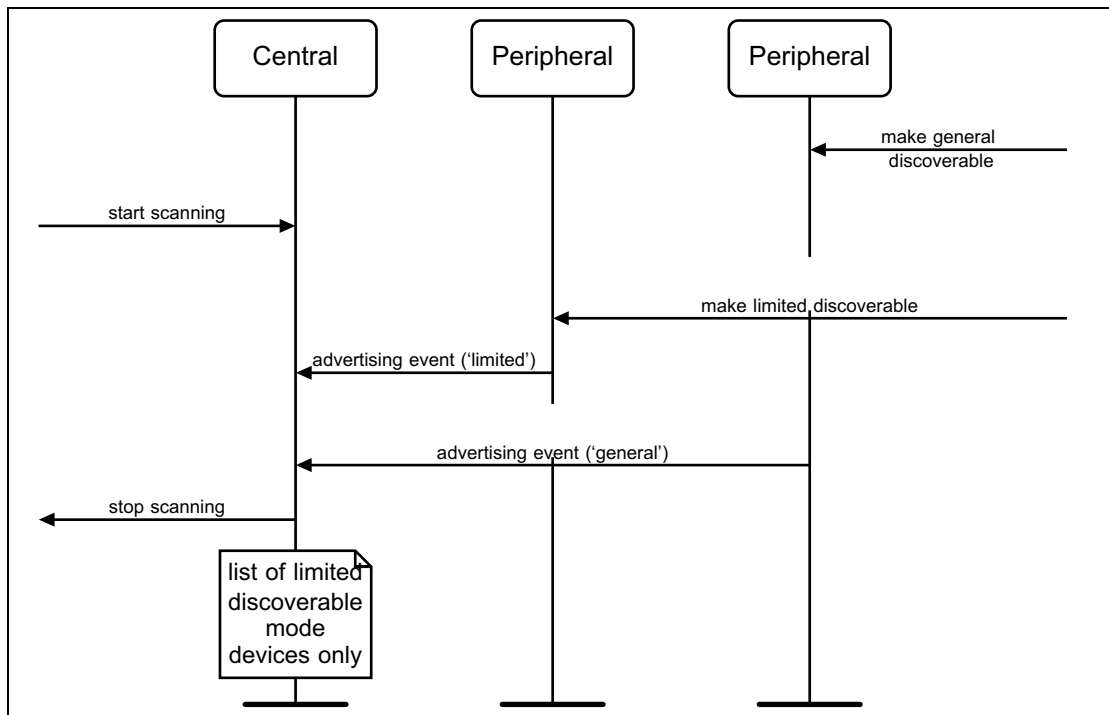 Central
Peripheral
Peripheral
make general
discoverable
start scanning
make limited discoverable
advertising event (‘limited’)
advertising event (‘general’)
stop scanning
list of limited
discoverable
mode
devices only